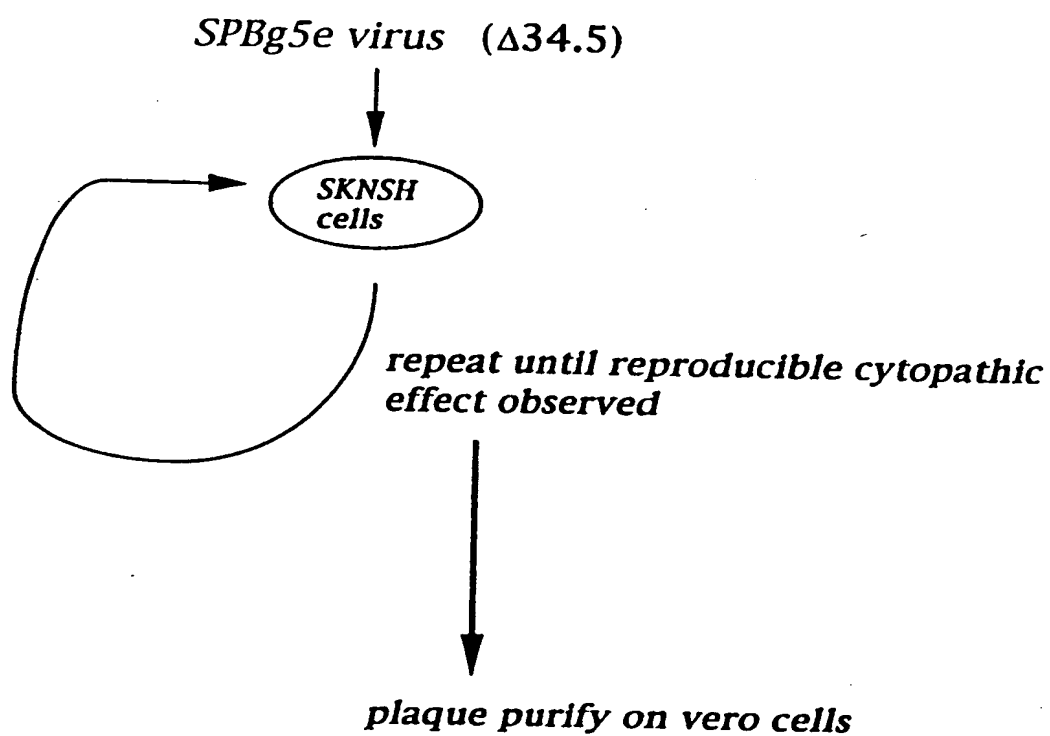 SPBg5e virus (Δ34.5)
SKNSH
cells
repeat until reproducible cytopathic
effect observed
plaque purify on vero cells